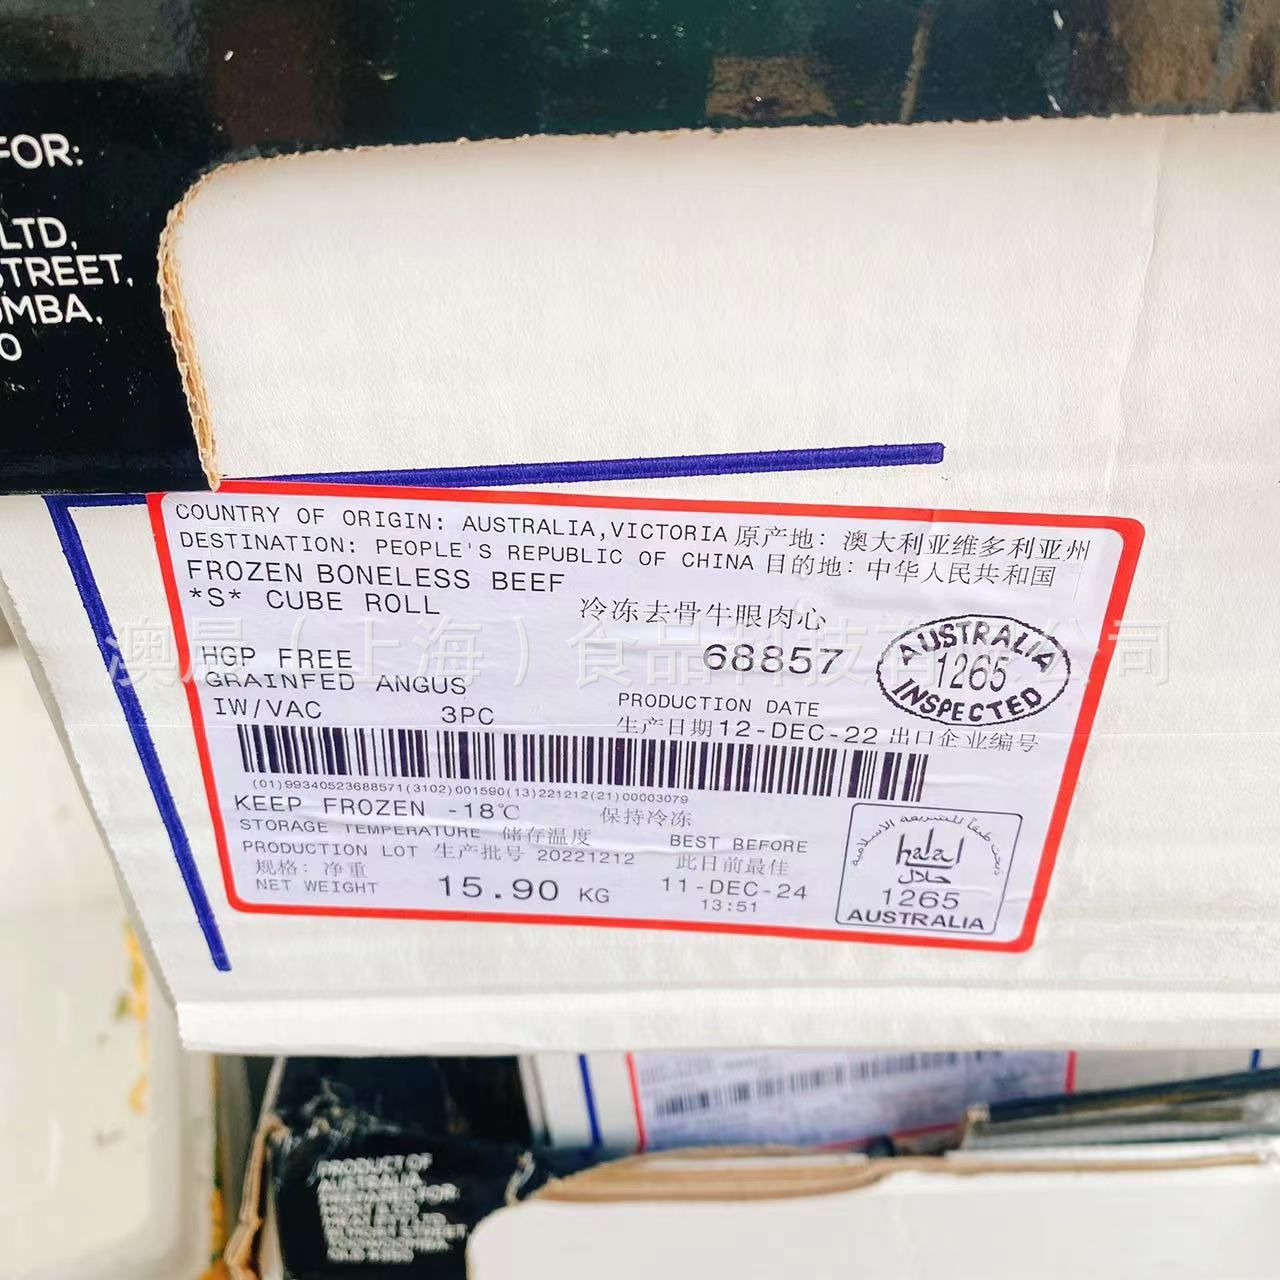 FOR:
LTD.
STREET,
UMBA,
0
COUNTRY OF ORIGIN: AUSTRALIA,VICTORIA 原产地: 澳大利亚维多利亚州
DESTINATION: PEOPLE'S REPUBLIC OF CHINA 目的地: 中华人民共和国
FROZEN BONELESS BEEF
*S* CUBE ROLL 冷冻去骨牛眼肉心
澳晨(上海)食品科技有限公司
HGP FREE 68857
GRAINFED ANGUS
IW/VAC 3PC
PRODUCTION DATE
生产日期 12-DEC-22 出口企业编号
AUSTRALIA
1265
INSPECTED
(01)99340523688571(3102)001590(13)221212(21)00003079
KEEP FROZEN -18℃ 保持冷冻
STORAGE TEMPERATURE 储存温度
PRODUCTION LOT 生产批号 20221212
规格: 净重
NET WEIGHT 15.90 KG
BEST BEFORE
此日前最佳
11-DEC-24
13:51
halal
حلال
1265
AUSTRALIA
PRODUCT OF
AUSTRALIA
PREPARED FOR:
STREET,